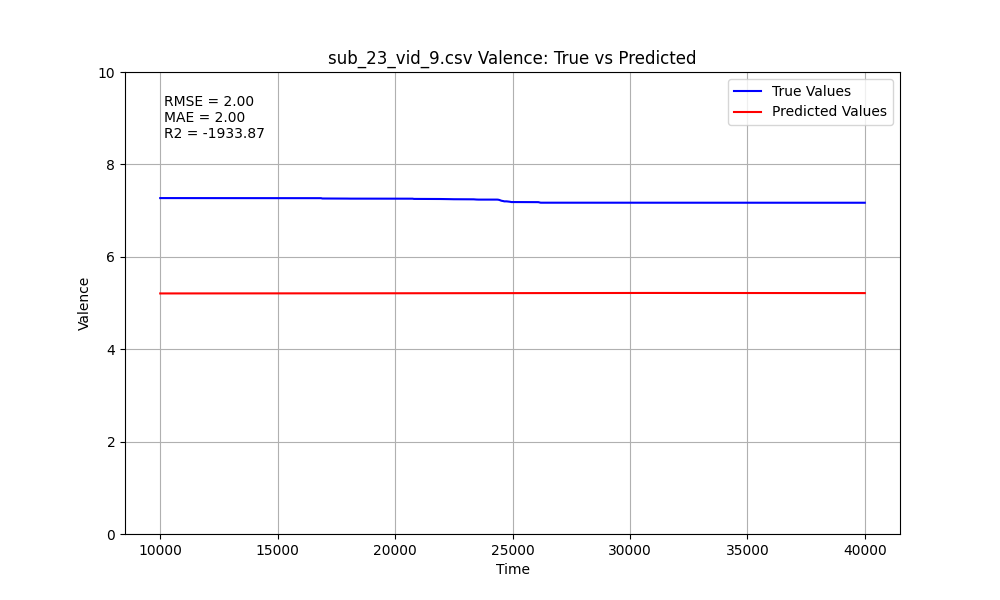 sub_23_vid_9.csv Valence: True vs Predicted
10
8
6
4
2
0
Valence
RMSE = 2.00
MAE = 2.00
R2 = -1933.87
True Values
Predicted Values
10000 15000 20000 25000 30000 35000 40000
Time